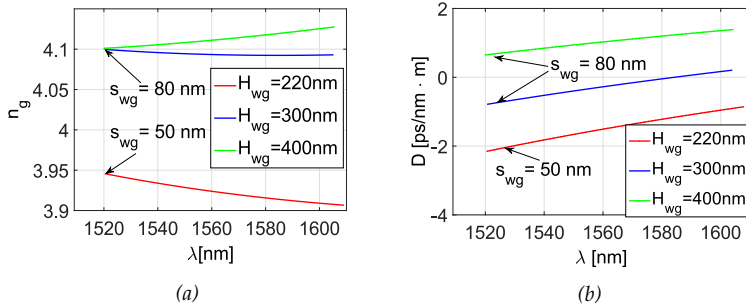 4.1
4.05
4
3.95
3.9
n_g
s_wg = 80 nm
s_wg = 50 nm
H_wg=220nm
H_wg=300nm
H_wg=400nm
1520 1540 1560 1580 1600
λ[nm]
(a)
4
2
0
-2
-4
D [ps/nm · m]
s_wg = 80 nm
s_wg = 50 nm
H_wg=220nm
H_wg=300nm
H_wg=400nm
1520 1540 1560 1580 1600
λ [nm]
(b)